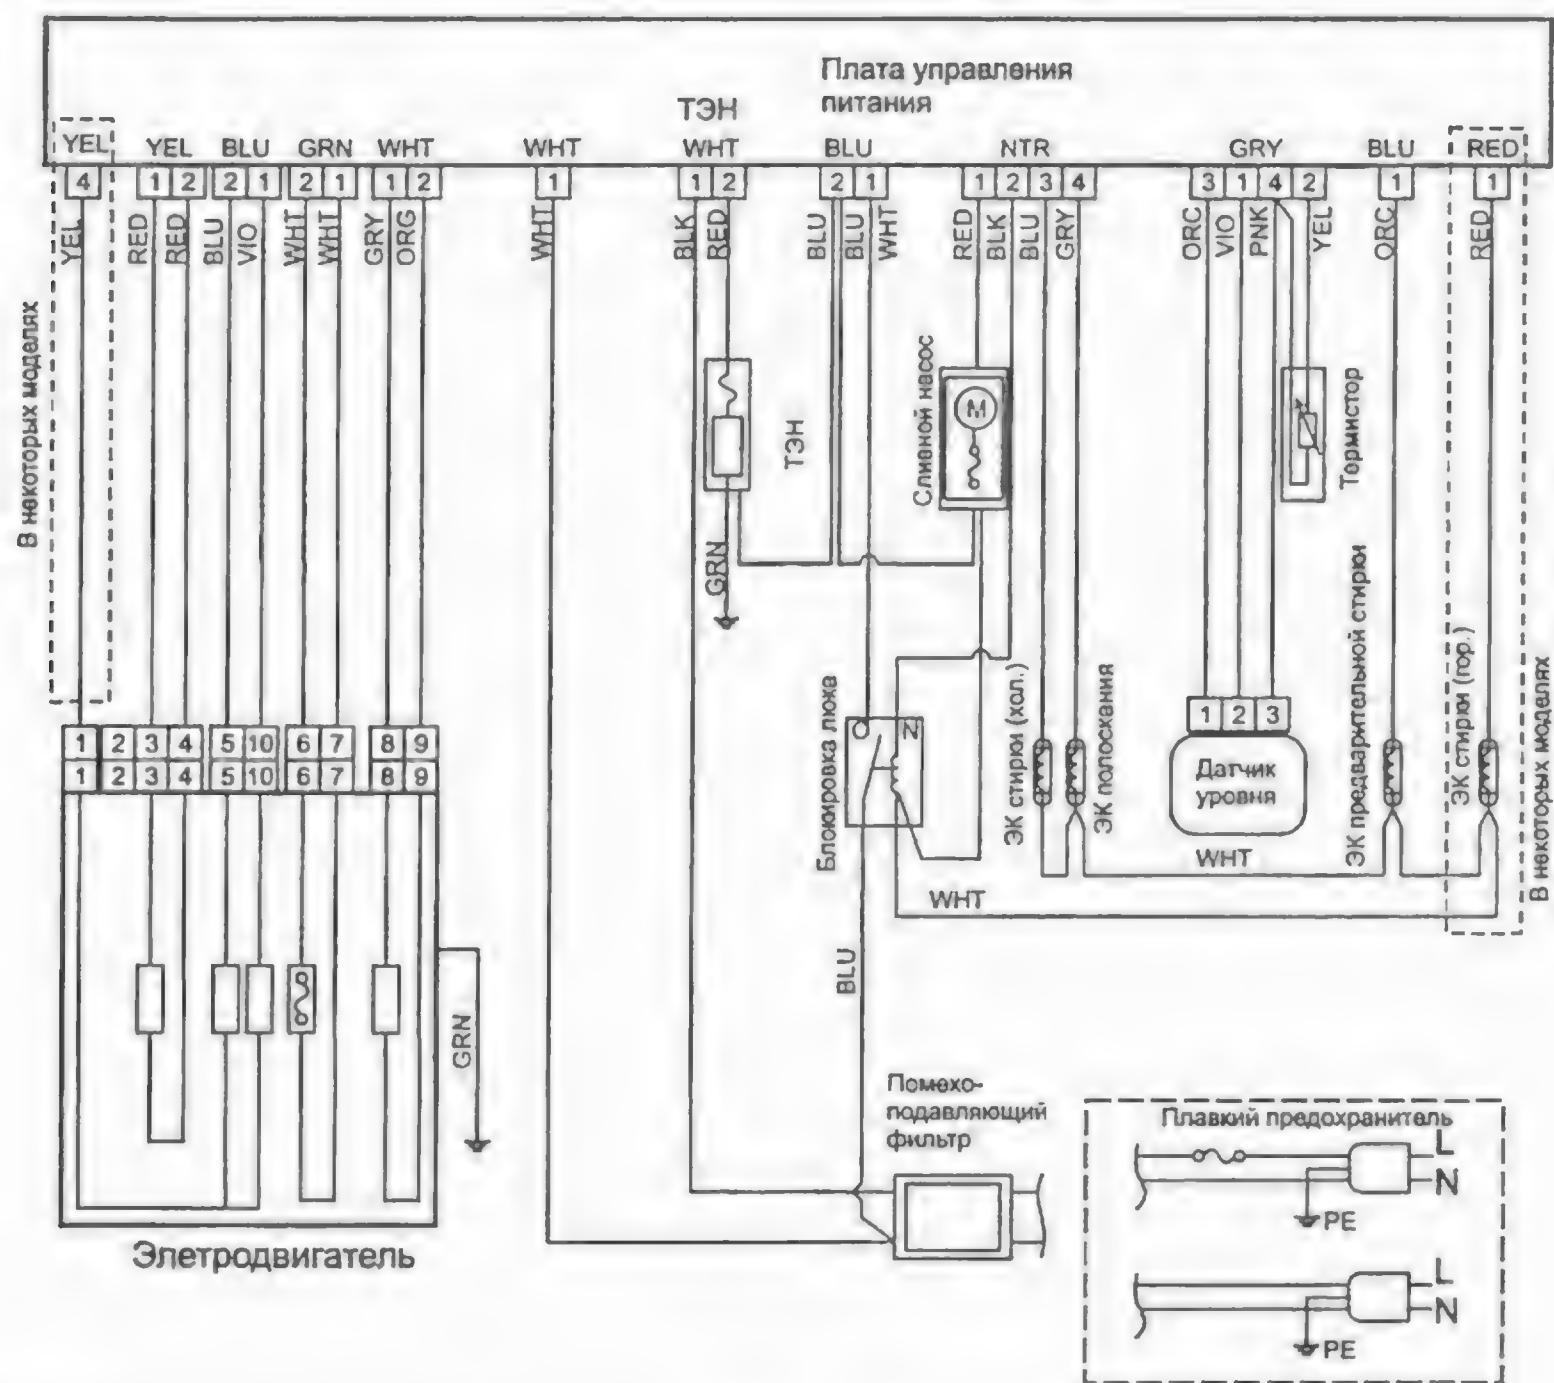 Плата управления
питания
ТЭН
YEL YEL BLU GRN WHT WHT WHT BLU NTR GRY BLU RED
4 1 2 2 1 2 1 1 2 1 1 2 2 1 1 2 3 4 3 1 4 2 1 1
YEL RED RED BLU VIO WHT WHT GRY ORG WHT BLK RED BLU BLU WHT RED BLK BLU GRY ORC VIO PNK YEL ORC RED
В некоторых моделях
ТЭН
Сливной насос
M
Термистор
GRN
Блокировка люка
N
ЭК стирки (хол.)
ЭК полоскания
1 2 3
Датчик
уровня
ЭК предварительной стирки
ЭК стирки (гор.)
В некоторых моделях
1 2 3 4 5 10 6 7 8 9
1 2 3 4 5 10 6 7 8 9
WHT
WHT
BLU
GRN
Элетродвигатель
Помехо-
подавляющий
фильтр
Плавкий предохранитель
L
N
PE
L
N
PE